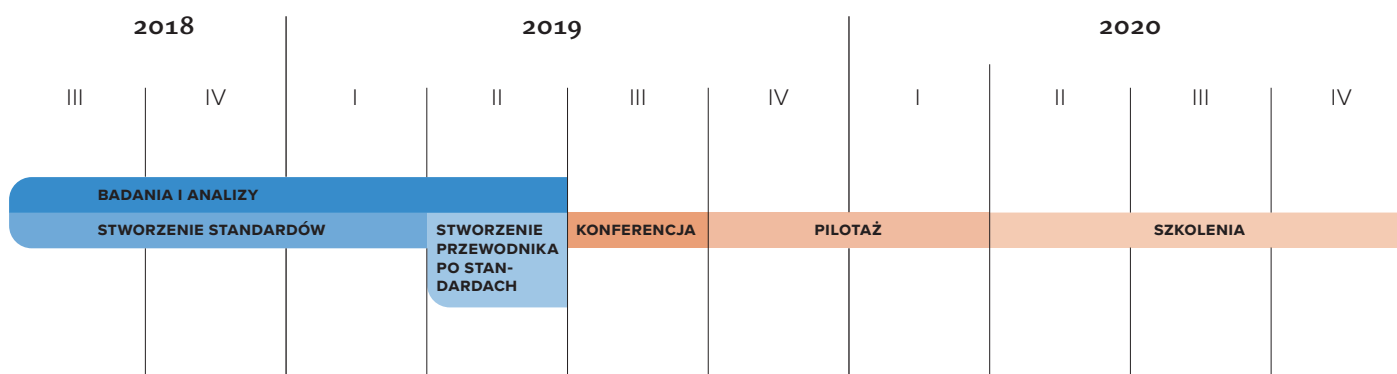 2018 2019 2020
III IV I II III IV I II III IV
BADANIA I ANALIZY
STWORZENIE STANDARDÓW
STWORZENIE
PRZEWODNIKA
PO STAN-
DARDACH
KONFERENCJA
PILOTAŻ
SZKOLENIA